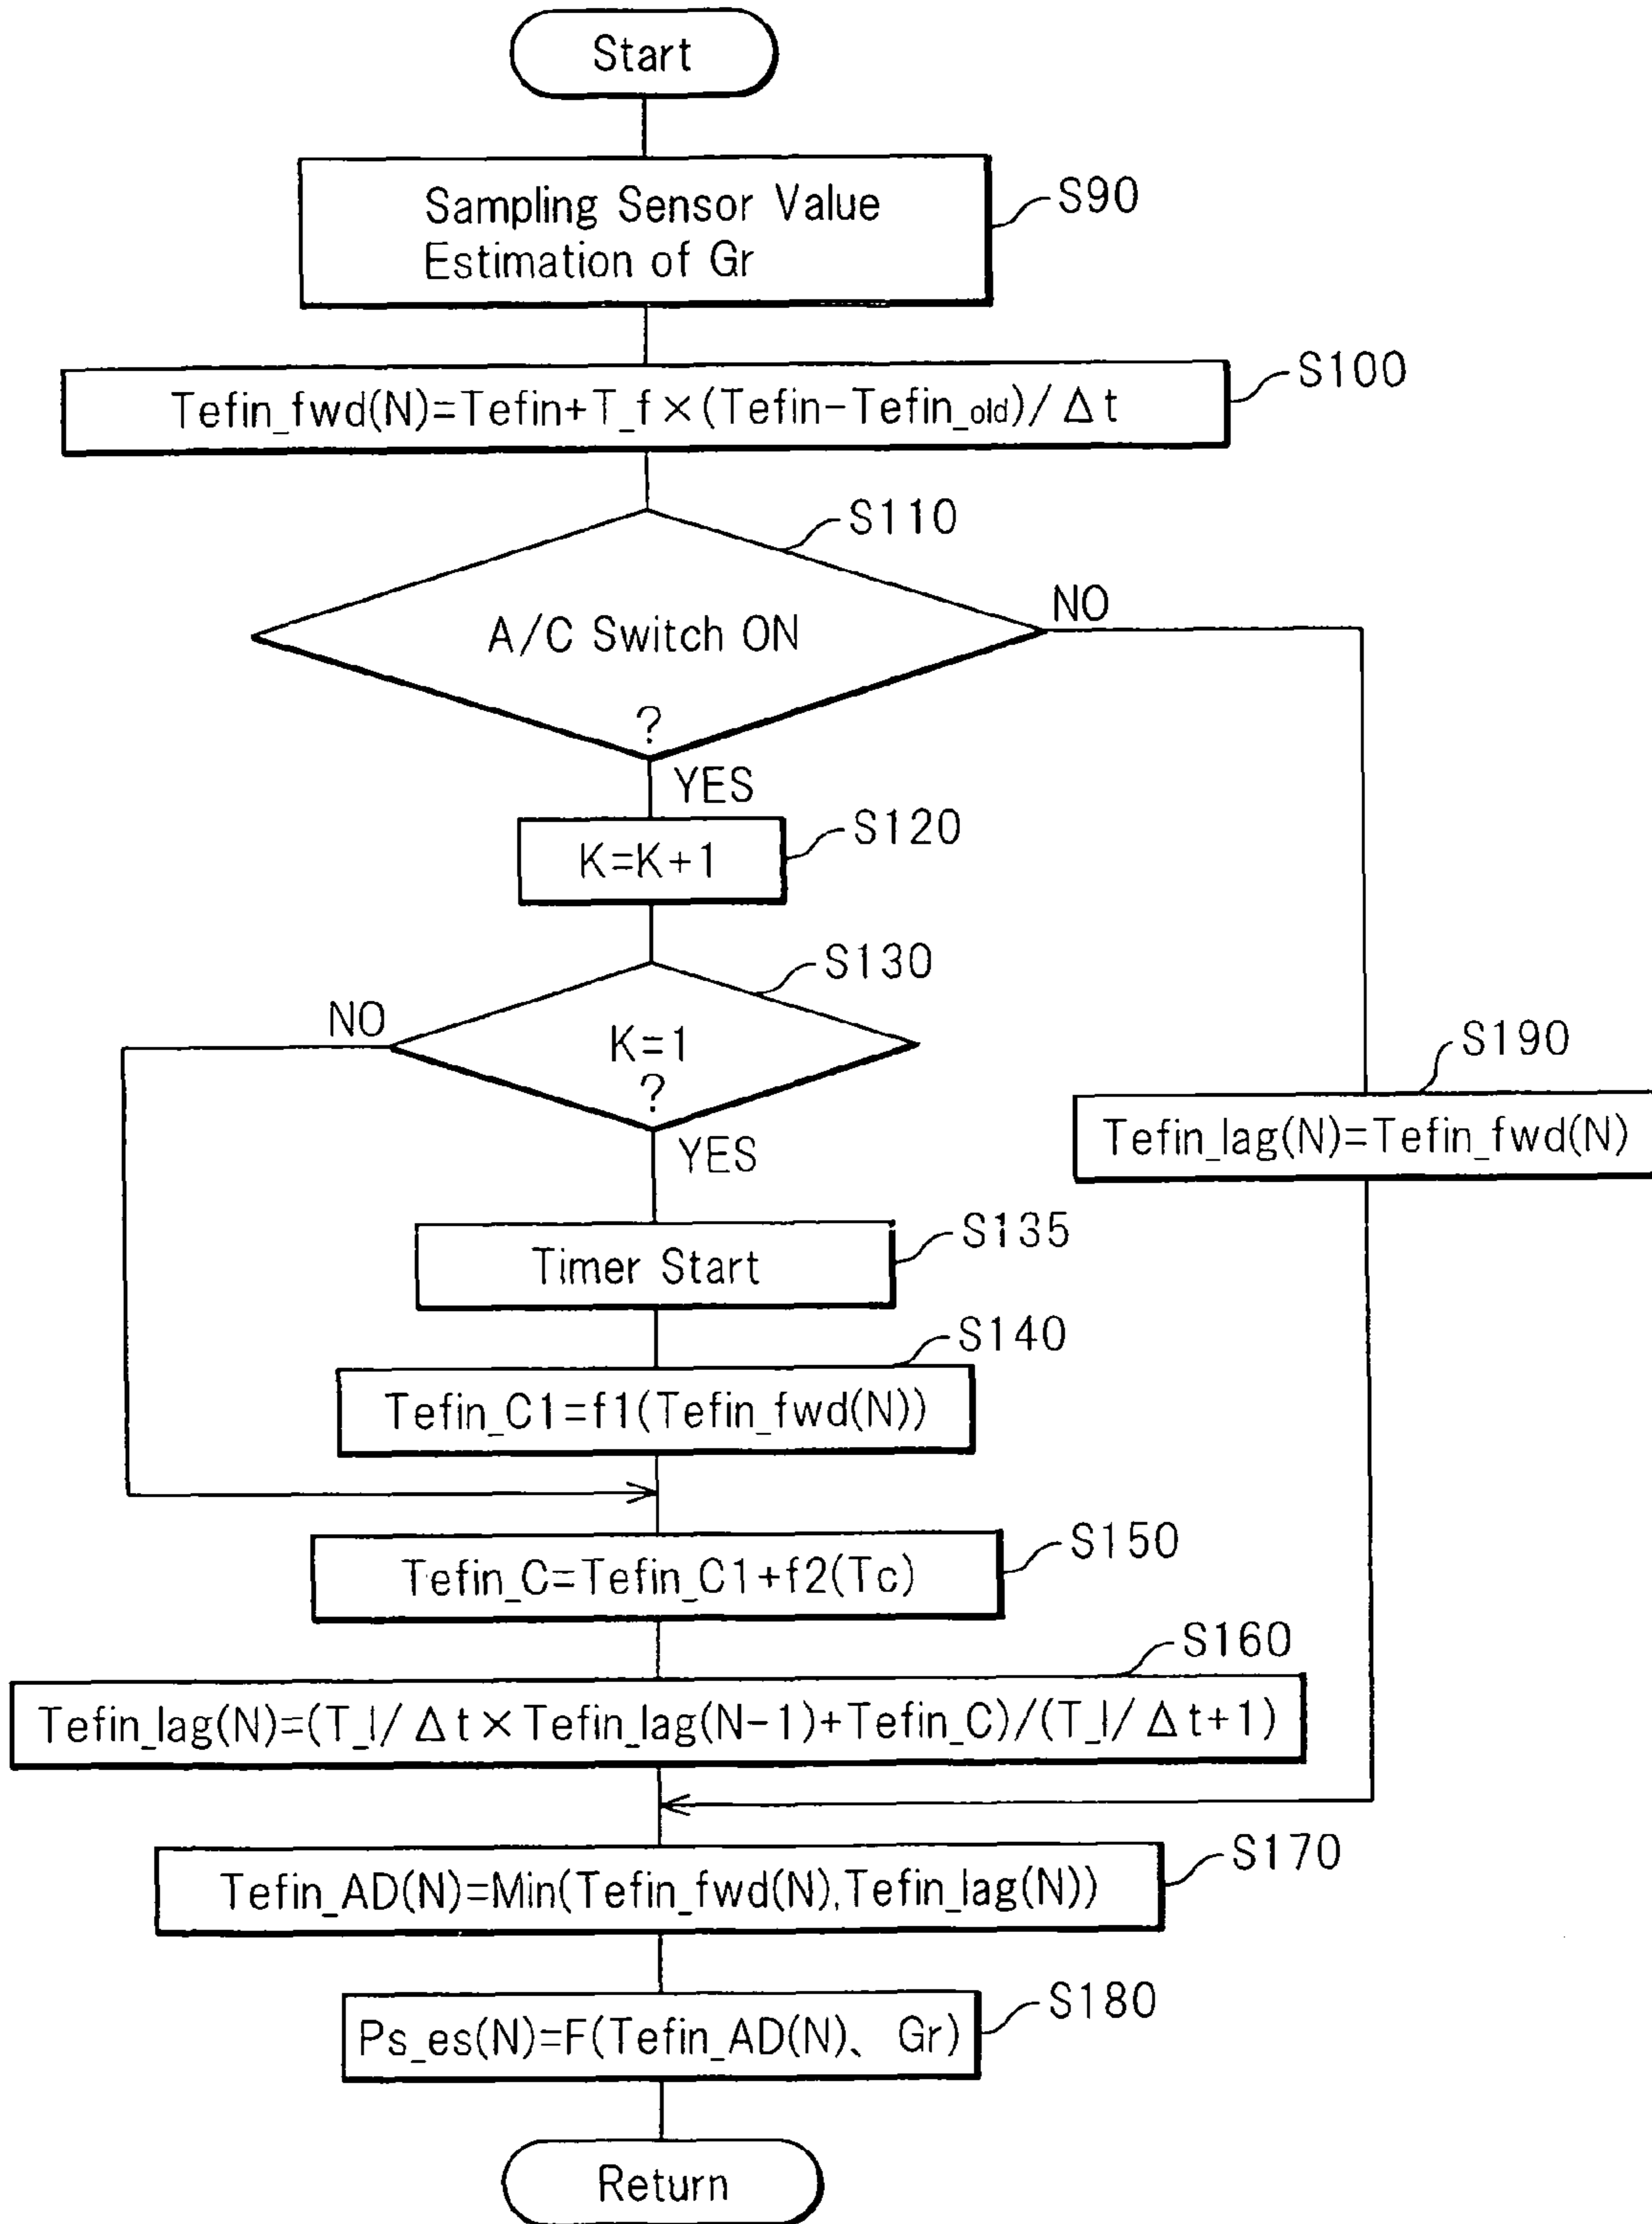 Start
Sampling Sensor Value
Estimation of Gr
S90
Tefin_fwd(N)=Tefin+T_f×(Tefin−Tefin_old)/Δt
S100
S110
A/C Switch ON
?
NO
YES
K=K+1
S120
S130
NO
K=1
?
YES
S190
Tefin_lag(N)=Tefin_fwd(N)
Timer Start
S135
S140
Tefin_C1=f1(Tefin_fwd(N))
Tefin_C=Tefin_C1+f2(Tc)
S150
S160
Tefin_lag(N)=(T_l/Δt×Tefin_lag(N−1)+Tefin_C)/(T_l/Δt+1)
Tefin_AD(N)=Min(Tefin_fwd(N),Tefin_lag(N))
S170
Ps_es(N)=F(Tefin_AD(N)、 Gr)
S180
Return